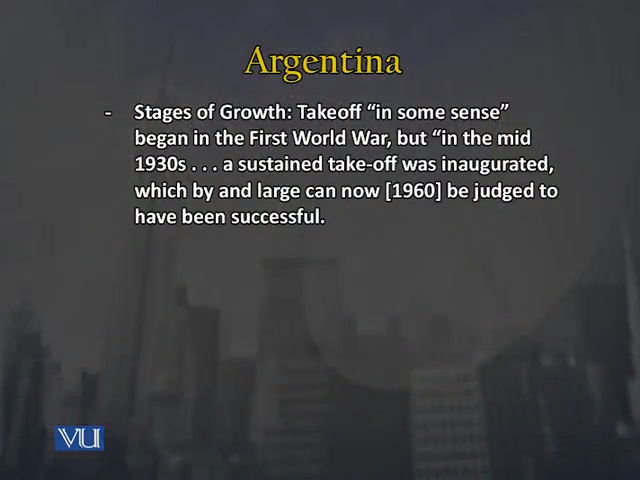 Argentina
- Stages of Growth: Takeoff “in some sense”
began in the First World War, but “in the mid
1930s . . . a sustained take-off was inaugurated,
which by and large can now [1960] be judged to
have been successful.
VU